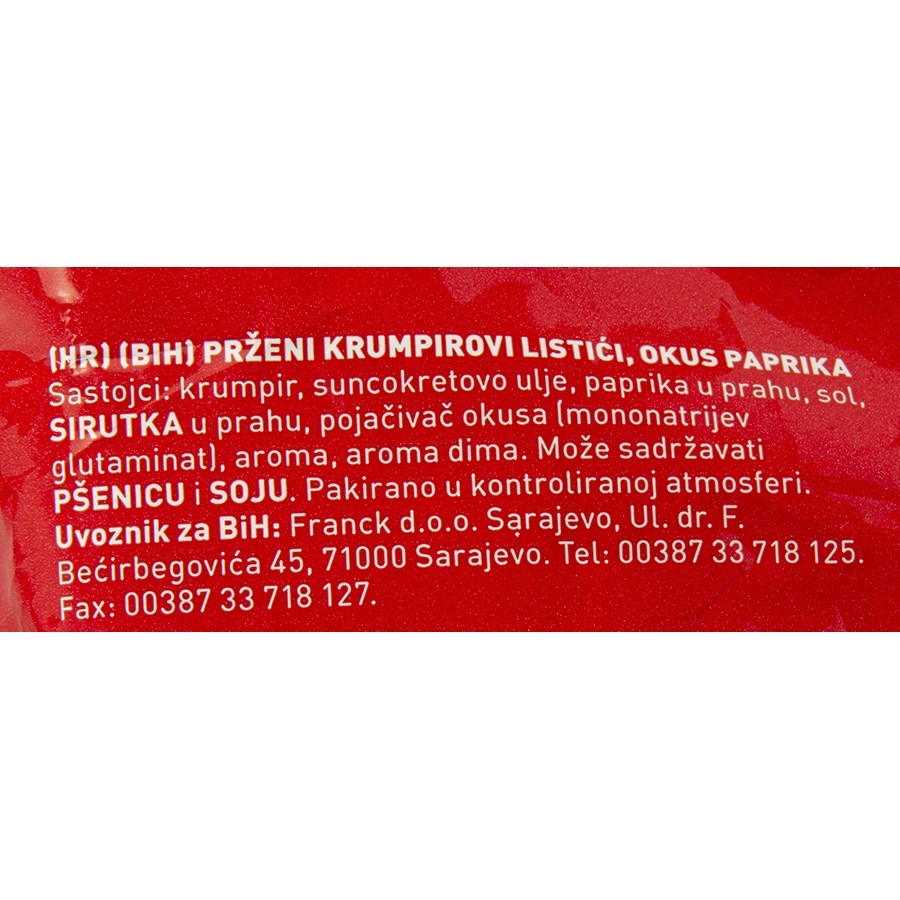 (HR) (BIH) PRŽENI KRUMPIROVI LISTIĆI, OKUS PAPRIKA
Sastojci: krumpir, suncokretovo ulje, paprika u prahu, sol,
SIRUTKA u prahu, pojačivač okusa (mononatrijev
glutaminat), aroma, aroma dima. Može sadržavati
PŠENICU i SOJU. Pakirano u kontroliranoj atmosferi.
Uvoznik za BiH: Franck d.o.o. Sarajevo, Ul. dr. F.
Bećirbegovića 45, 71000 Sarajevo. Tel: 00387 33 718 125.
Fax: 00387 33 718 127.